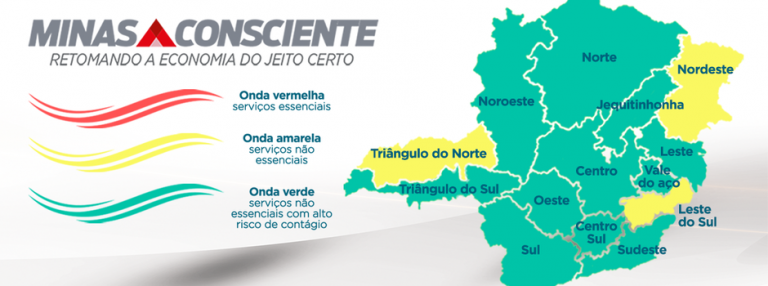 MINAS CONSCIENTE
RETOMANDO A ECONOMIA DO JEITO CERTO
Onda vermelha
serviços essenciais
Onda amarela
serviços não
essenciais
Onda verde
serviços não
essenciais com alto
risco de contágio
Norte
Nordeste
Noroeste
Jequitinhonha
Triângulo do Norte
Leste
Centro
Vale
do aço
Triângulo do Sul
Oeste
Leste
do Sul
Centro
Sul
Sul
Sudeste